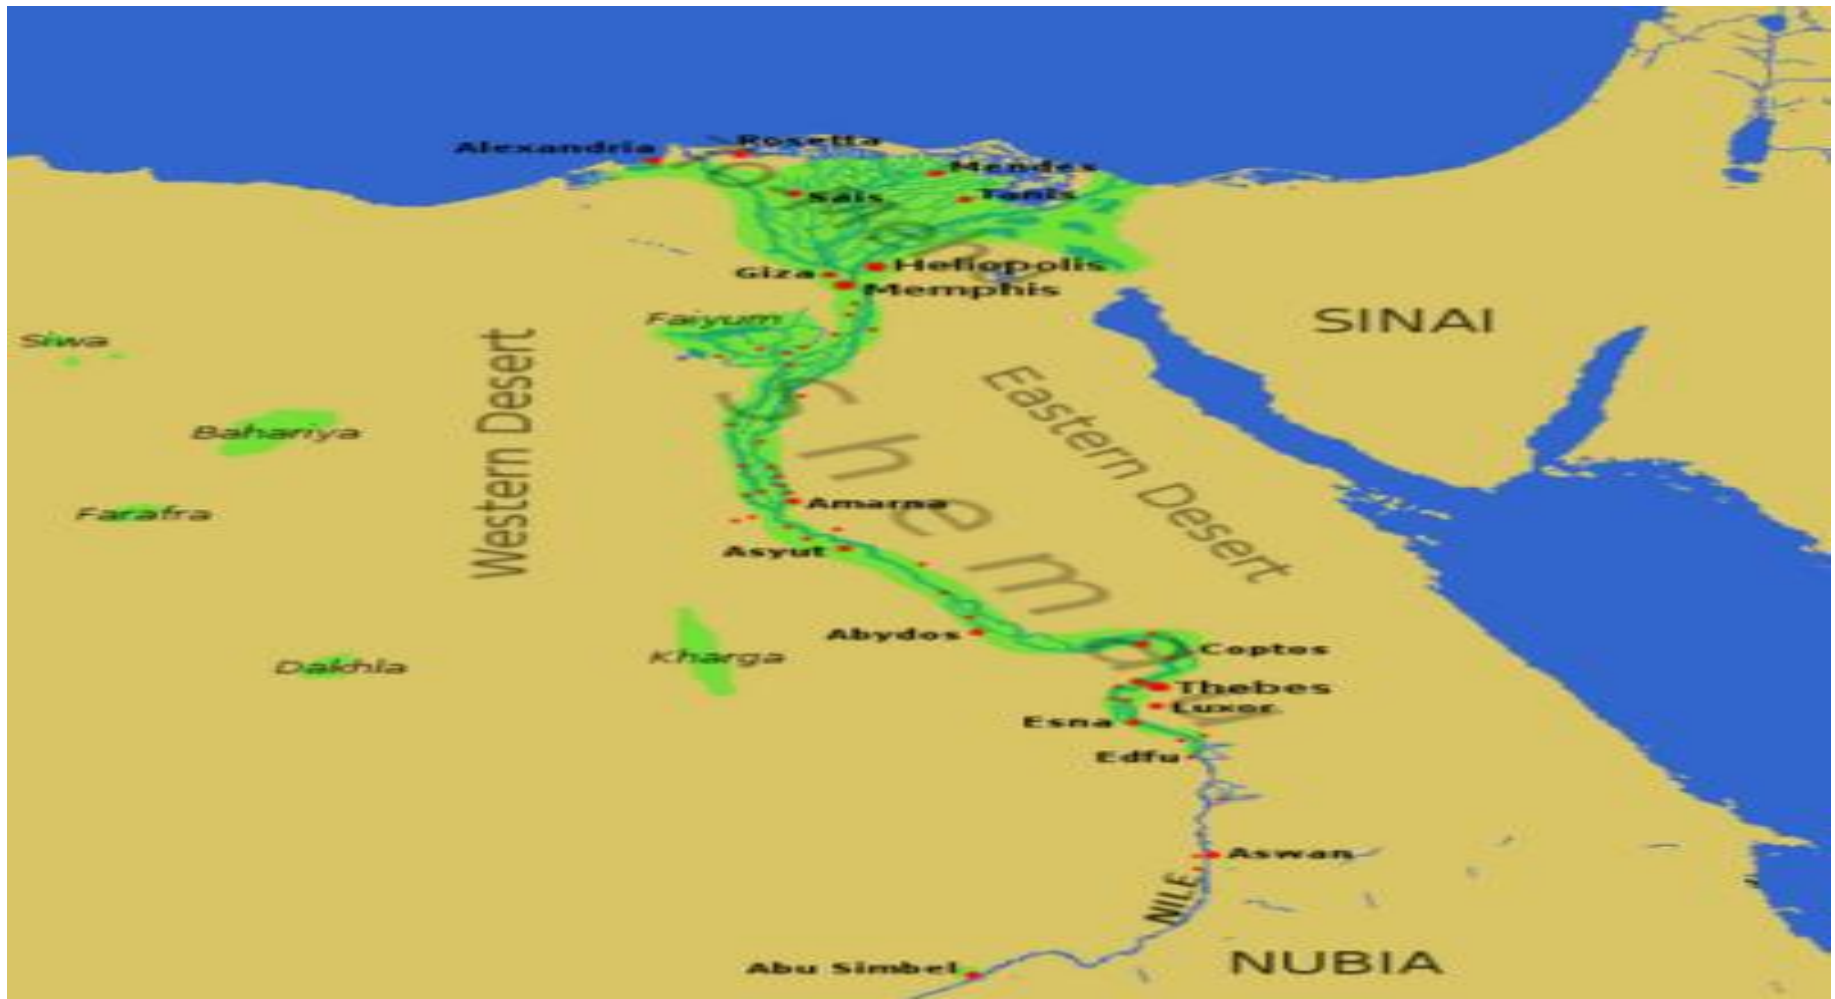 Rosetta
Alexandria
Mendes
Sais
Tanis
Giza
Heliopolis
Memphis
Faiyum
SINAI
Siwa
Western Desert
Eastern Desert
Bahariya
Shemau
Amarna
Farafra
Asyut
Abydos
Coptos
Kharga
Dakhla
Thebes
Luxor
Esna
Edfu
Aswan
NILE
NUBIA
Abu Simbel